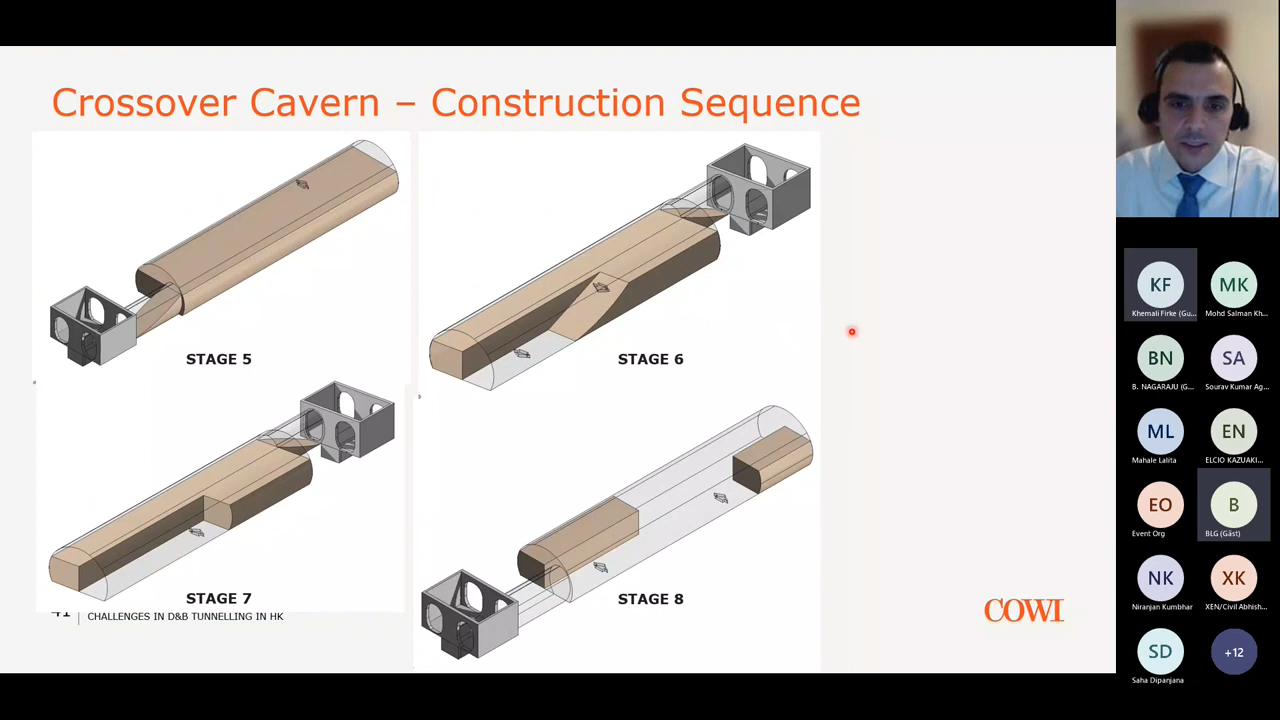 Crossover Cavern – Construction Sequence
STAGE 5
STAGE 6
STAGE 7
STAGE 8
41
CHALLENGES IN D&B TUNNELLING IN HK
COWI
KF
Khemali Firke (Gu...
MK
Mohd Salman Kh...
BN
B. NAGARAJU (G...
SA
Sourav Kumar Ag...
ML
Mahale Lalita
EN
ELCIO KAZUAKI...
EO
Event Org
B
BLG (Gäst)
NK
Niranjan Kumbhar
XK
XEN/Civil Abhish...
SD
Saha Dipanjana
+12